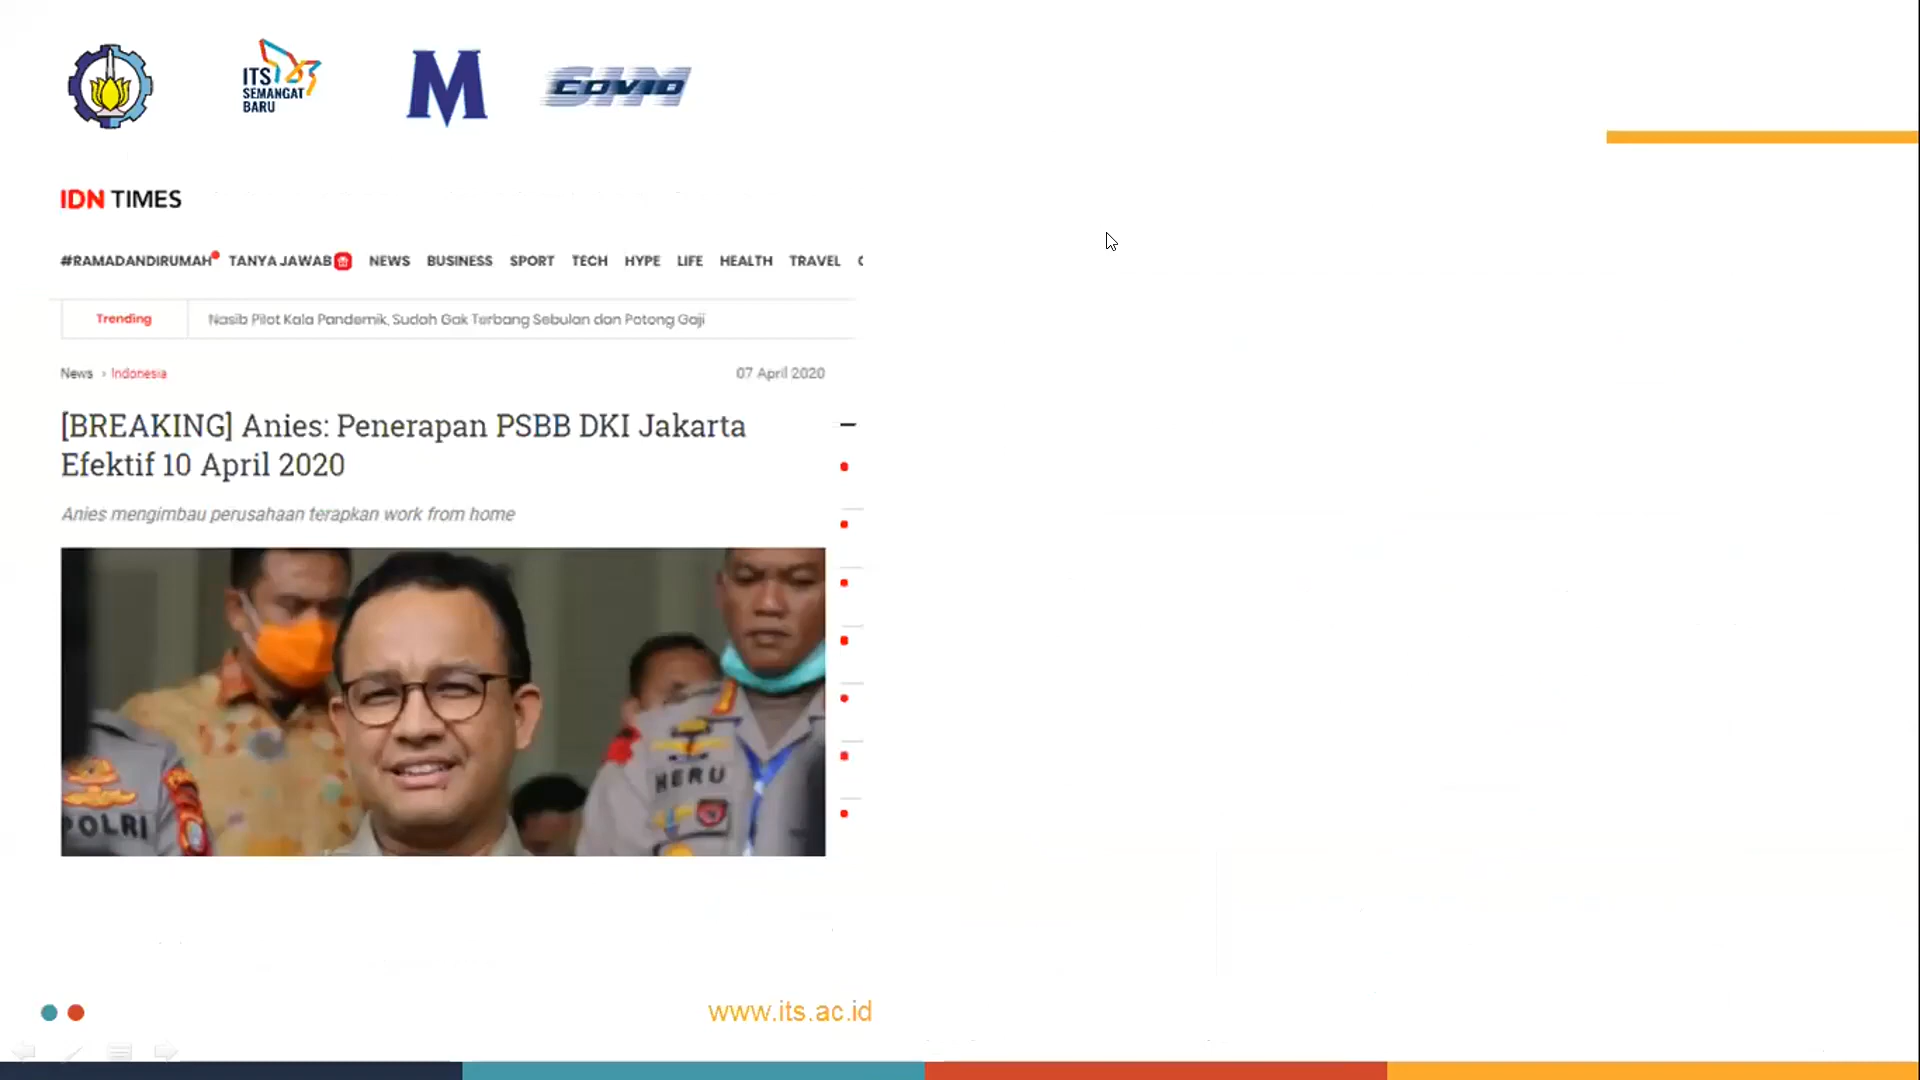 ITS
SEMANGAT
BARU
M
COVID
SIM
IDN TIMES
#RAMADANDIRUMAH TANYA JAWAB NEWS BUSINESS SPORT TECH HYPE LIFE HEALTH TRAVEL
Trending Nasib Pilot Kala Pandemik, Sudah Gak Terbang Sebulan dan Potong Gaji
News › Indonesia 07 April 2020
[BREAKING] Anies: Penerapan PSBB DKI Jakarta
Efektif 10 April 2020
Anies mengimbau perusahaan terapkan work from home
HERU
POLRI
www.its.ac.id